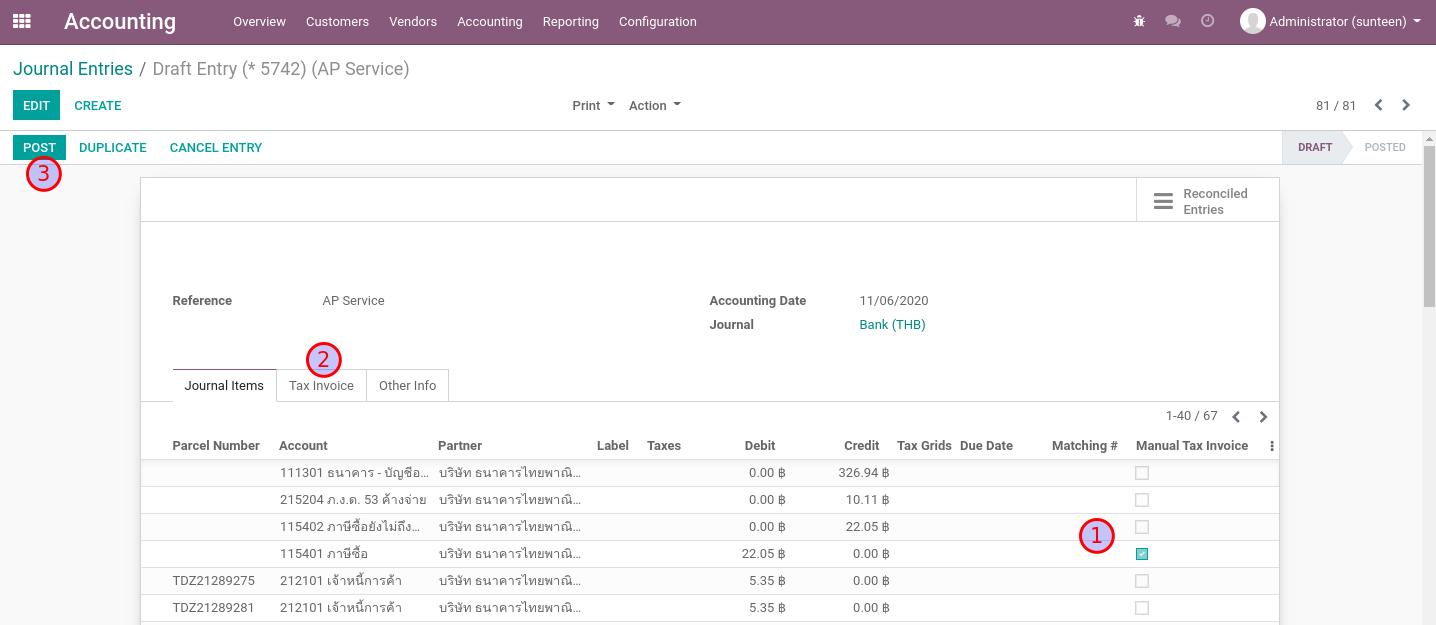 Accounting Overview Customers Vendors Accounting Reporting Configuration Administrator (sunteen)
Journal Entries / Draft Entry (* 5742) (AP Service)
EDIT CREATE Print Action 81 / 81
POST DUPLICATE CANCEL ENTRY DRAFT POSTED
3
Reconciled
Entries
Reference AP Service Accounting Date 11/06/2020
Journal Bank (THB)
2
Journal Items Tax Invoice Other Info
1-40 / 67
Parcel Number Account Partner Label Taxes Debit Credit Tax Grids Due Date Matching # Manual Tax Invoice
111301 ธนาคาร - บัญชีอ... บริษัท ธนาคารไทยพาณิ... 0.00 ฿ 326.94 ฿
215204 ภ.ง.ด. 53 ค้างจ่าย บริษัท ธนาคารไทยพาณิ... 0.00 ฿ 10.11 ฿
115402 ภาษีซื้อยังไม่ถึง... บริษัท ธนาคารไทยพาณิ... 0.00 ฿ 22.05 ฿
1
115401 ภาษีซื้อ บริษัท ธนาคารไทยพาณิ... 22.05 ฿ 0.00 ฿
TDZ21289275 212101 เจ้าหนี้การค้า บริษัท ธนาคารไทยพาณิ... 5.35 ฿ 0.00 ฿
TDZ21289281 212101 เจ้าหนี้การค้า บริษัท ธนาคารไทยพาณิ... 5.35 ฿ 0.00 ฿